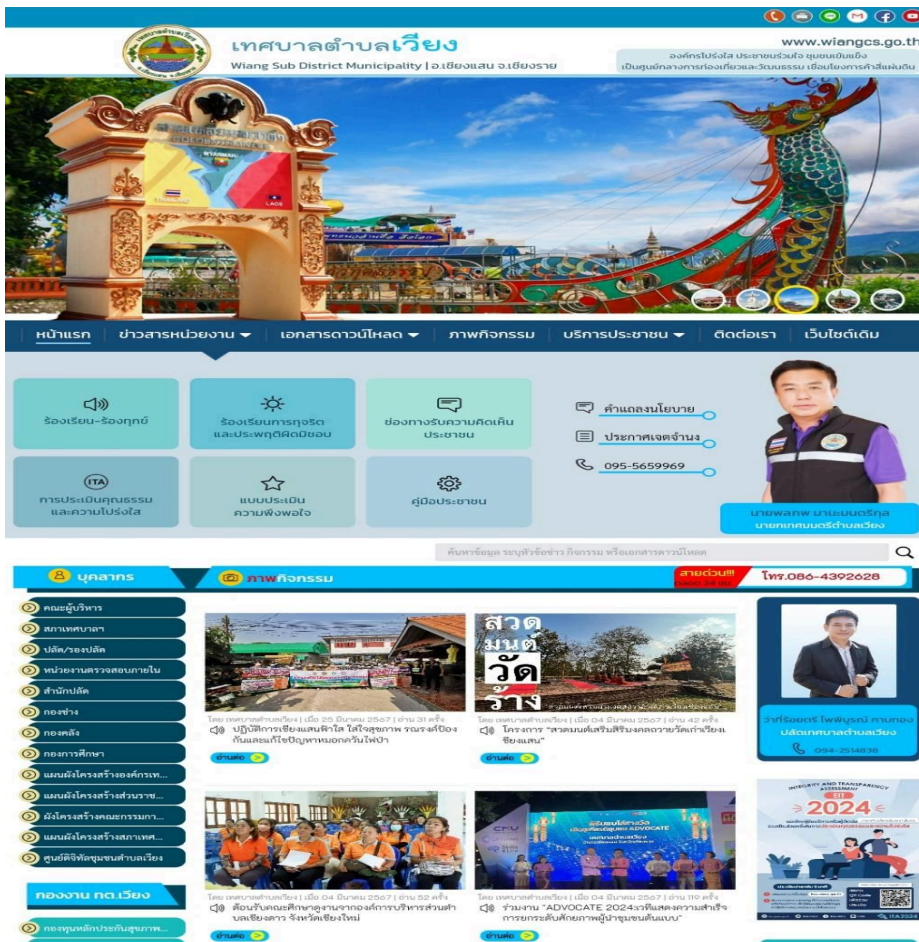 เทศบาลตำบลเวียง
Wiang Sub District Municipality | อ.เชียงแสน จ.เชียงราย
www.wiangcs.go.th
องค์กรโปร่งใส ประชาชนร่วมใจ ชุมชนเข้มแข็ง
เป็นศูนย์กลางการท่องเที่ยวและวัฒนธรรม เชื่อมโยงการค้าสี่แผ่นดิน
สามเหลี่ยมทองคำ
GOLDEN TRIANGLE
THAILAND
LAOS
หน้าแรก
ข่าวสารหน่วยงาน
เอกสารดาวน์โหลด
ภาพกิจกรรม
บริการประชาชน
ติดต่อเรา
เว็บไซต์เดิม
ร้องเรียน-ร้องทุกข์
ร้องเรียนการทุจริต
และประพฤติผิดมิชอบ
ช่องทางรับความคิดเห็น
ประชาชน
ITA
การประเมินคุณธรรม
และความโปร่งใส
แบบประเมิน
ความพึงพอใจ
คู่มือประชาชน
คำแถลงนโยบาย
ประกาศเจตจำนง
095-5659969
นายพลภพ มานะมนตรีกุล
นายกเทศมนตรีตำบลเวียง
ค้นหาข้อมูล ระบุหัวข้อข่าว กิจกรรม หรือเอกสารดาวน์โหลด
บุคลากร
ภาพกิจกรรม
สายด่วน!!!
ตลอด 24 ชม.
โทร.086-4392628
คณะผู้บริหาร
สภาเทศบาลฯ
ปลัด/รองปลัด
หน่วยงานตรวจสอบภายใน
สำนักปลัด
กองช่าง
กองคลัง
กองการศึกษา
แผนผังโครงสร้างองค์กรเท...
แผนผังโครงสร้างส่วนราช...
ผังโครงสร้างคณะกรรมกา...
แผนผังโครงสร้างสภาเทศ...
ศูนย์ดิจิทัลชุมชนตำบลเวียง
กองงาน ทต.เวียง
กองทุนหลักประกันสุขภาพ...
โดย เทศบาลตำบลเวียง | เมื่อ 25 มีนาคม 2567 | อ่าน 31 ครั้ง
ปฏิบัติการเชียงแสนฟ้าใส ใส่ใจสุขภาพ รณรงค์ป้อง
กันและแก้ไขปัญหาหมอกควันไฟป่า
อ่านต่อ
สวด
มนต์
วัด
ร้าง
โดย เทศบาลตำบลเวียง | เมื่อ 04 มีนาคม 2567 | อ่าน 42 ครั้ง
โครงการ "สวดมนต์เสริมสิริมงคลถวายวัดเก่าเวียงเ
ชียงแสน"
อ่านต่อ
โดย เทศบาลตำบลเวียง | เมื่อ 04 มีนาคม 2567 | อ่าน 52 ครั้ง
ต้อนรับคณะศึกษาดูงานจากองค์การบริหารส่วนตำ
บลเชียงดาว จังหวัดเชียงใหม่
อ่านต่อ
CMU
ADVOCATE
โดย เทศบาลตำบลเวียง | เมื่อ 04 มีนาคม 2567 | อ่าน 119 ครั้ง
ร่วมงาน "ADVOCATE 2024:เวทีแสดงความสำเร็จ
การยกระดับศักยภาพผู้นำชุมชนต้นแบบ"
อ่านต่อ
ว่าที่ร้อยตรี ไพพิบูรณ์ คานทอง
ปลัดเทศบาลตำบลเวียง
094-2514838
INTEGRITY AND TRANSPARENCY
ASSESSMENT
EIT
2024
ITA2024